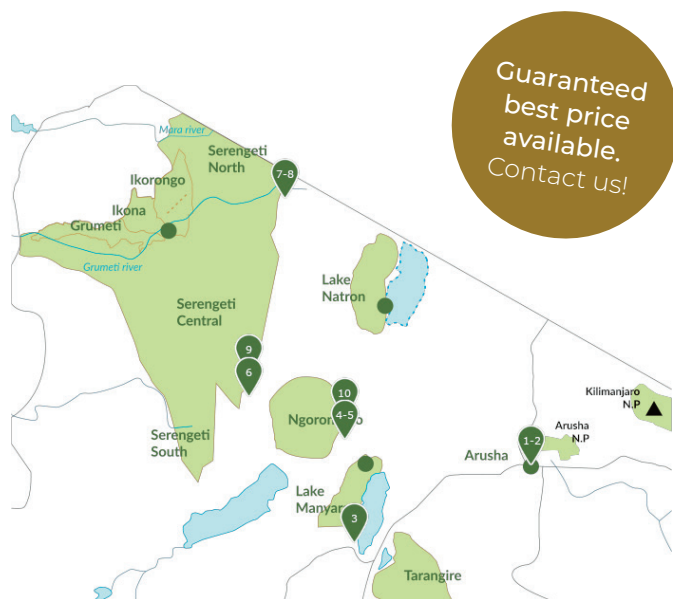 Guaranteed
best price
available.
Contact us!
Mara river
Serengeti
North
7-8
Ikorongo
Ikona
Grumeti
Grumeti river
Lake
Natron
Serengeti
Central
9
6
10
4-5
Kilimanjaro
N.P
Arusha
N.P
1-2
Arusha
Serengeti
South
Lake
3
Tarangire